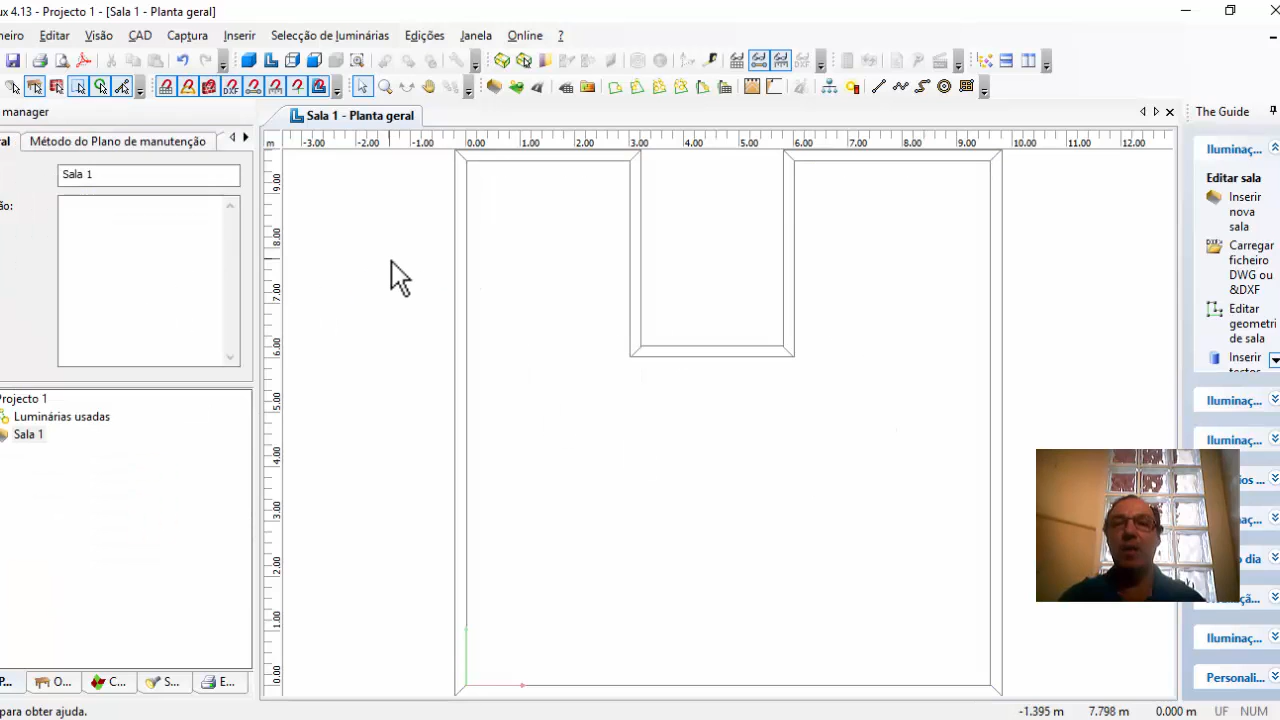 ux 4.13 - Projecto 1 - [Sala 1 - Planta geral]
heiro Editar Visão CAD Captura Inserir Selecção de luminárias Edições Janela Online ?
manager
al Método do Plano de manutenção
Sala 1
ão:
Projecto 1
Luminárias usadas
Sala 1
P... O... C... S... E...
para obter ajuda.
Sala 1 - Planta geral
m -3.00 -2.00 -1.00 0.00 1.00 2.00 3.00 4.00 5.00 6.00 7.00 8.00 9.00 10.00 11.00 12.00
9.00
8.00
7.00
6.00
5.00
4.00
3.00
2.00
1.00
0.00
The Guide
Iluminaç...
Editar sala
Inserir
nova
sala
Carregar
ficheiro
DWG ou
&DXF
Editar
geometri
de sala
Inserir
Iluminaç...
Iluminaç...
ios ...
aç...
o dia
Iluminaç...
Personali...
-1.395 m 7.798 m 0.000 m UF NUM